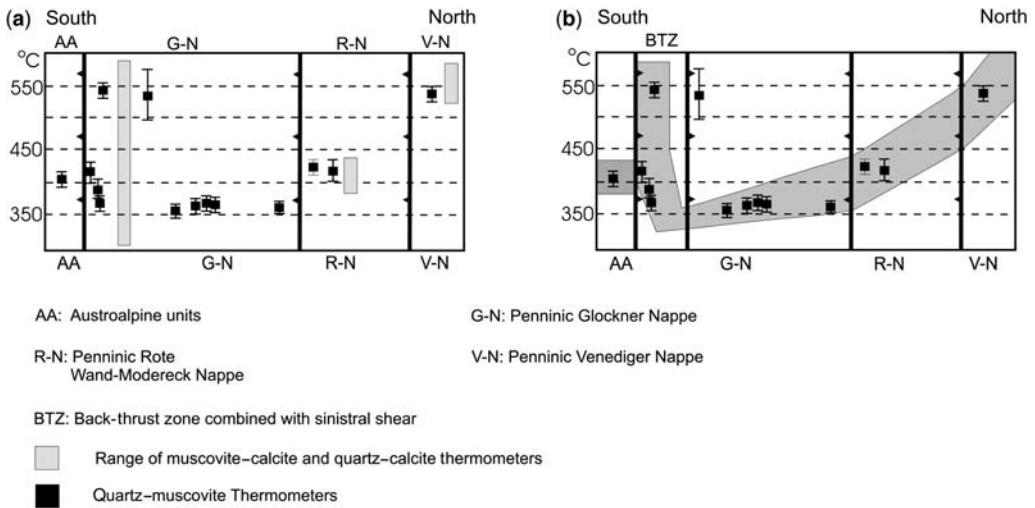 (a) South North
AA G-N R-N V-N
°C
550
450
350
AA G-N R-N V-N
(b) South North
BTZ
°C
550
450
350
AA G-N R-N V-N
AA: Austroalpine units
G-N: Penninic Glockner Nappe
R-N: Penninic Rote
Wand-Modereck Nappe
V-N: Penninic Venediger Nappe
BTZ: Back-thrust zone combined with sinistral shear
Range of muscovite–calcite and quartz–calcite thermometers
Quartz–muscovite Thermometers